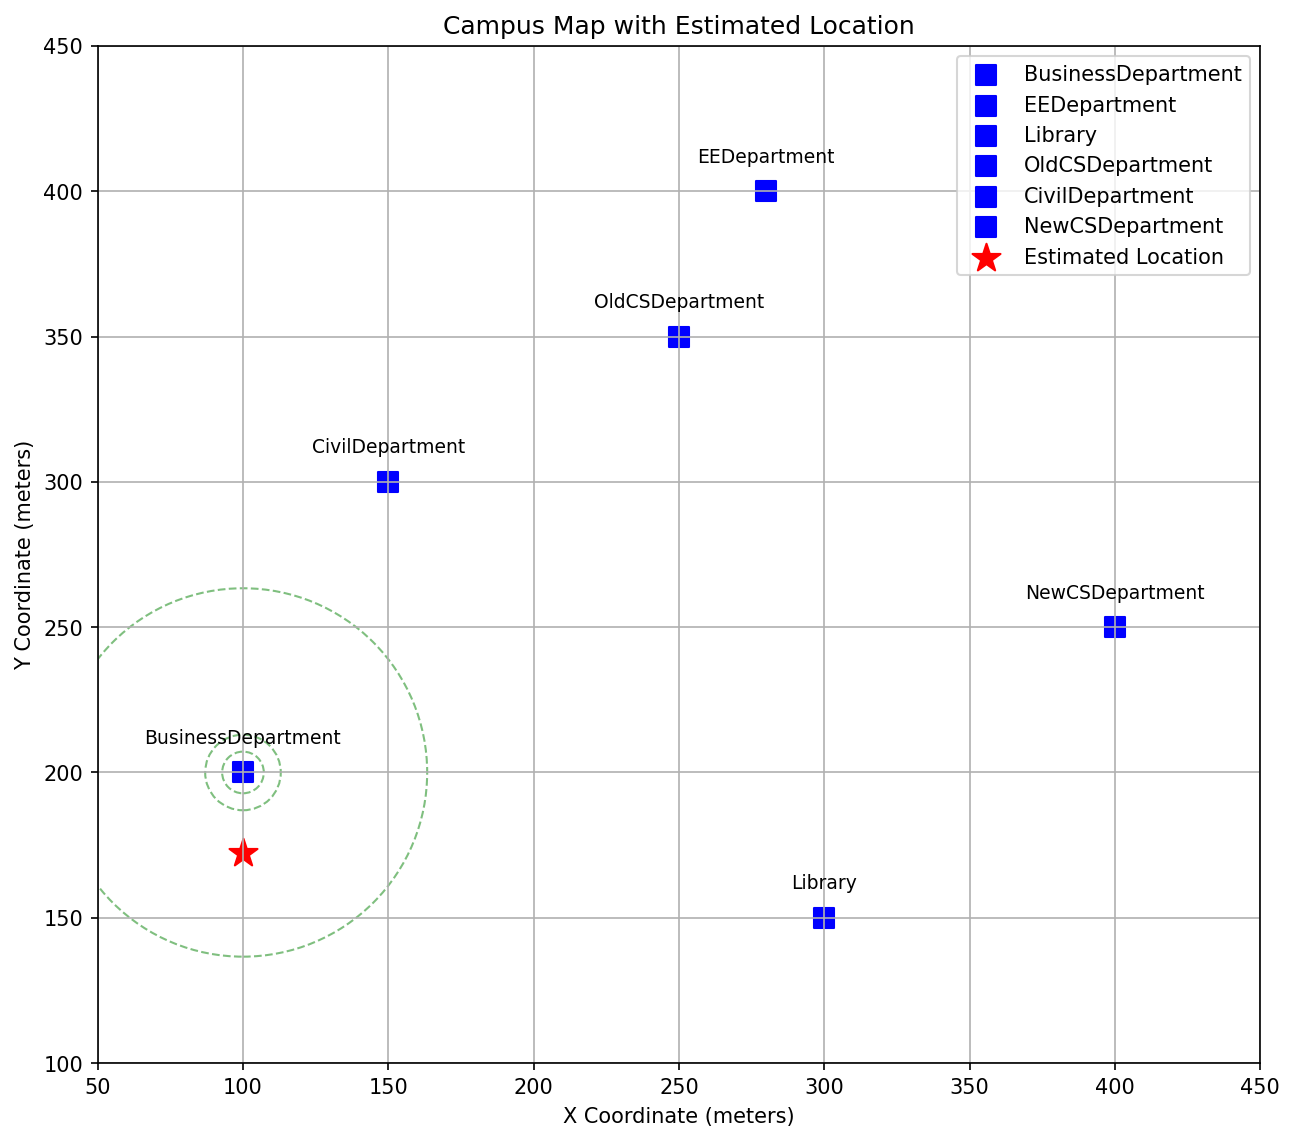 Campus Map with Estimated Location
450
400
350
300
250
200
150
100
Y Coordinate (meters)
BusinessDepartment
EEDepartment
Library
OldCSDepartment
CivilDepartment
NewCSDepartment
Estimated Location
EEDepartment
OldCSDepartment
CivilDepartment
NewCSDepartment
BusinessDepartment
Library
50 100 150 200 250 300 350 400 450
X Coordinate (meters)